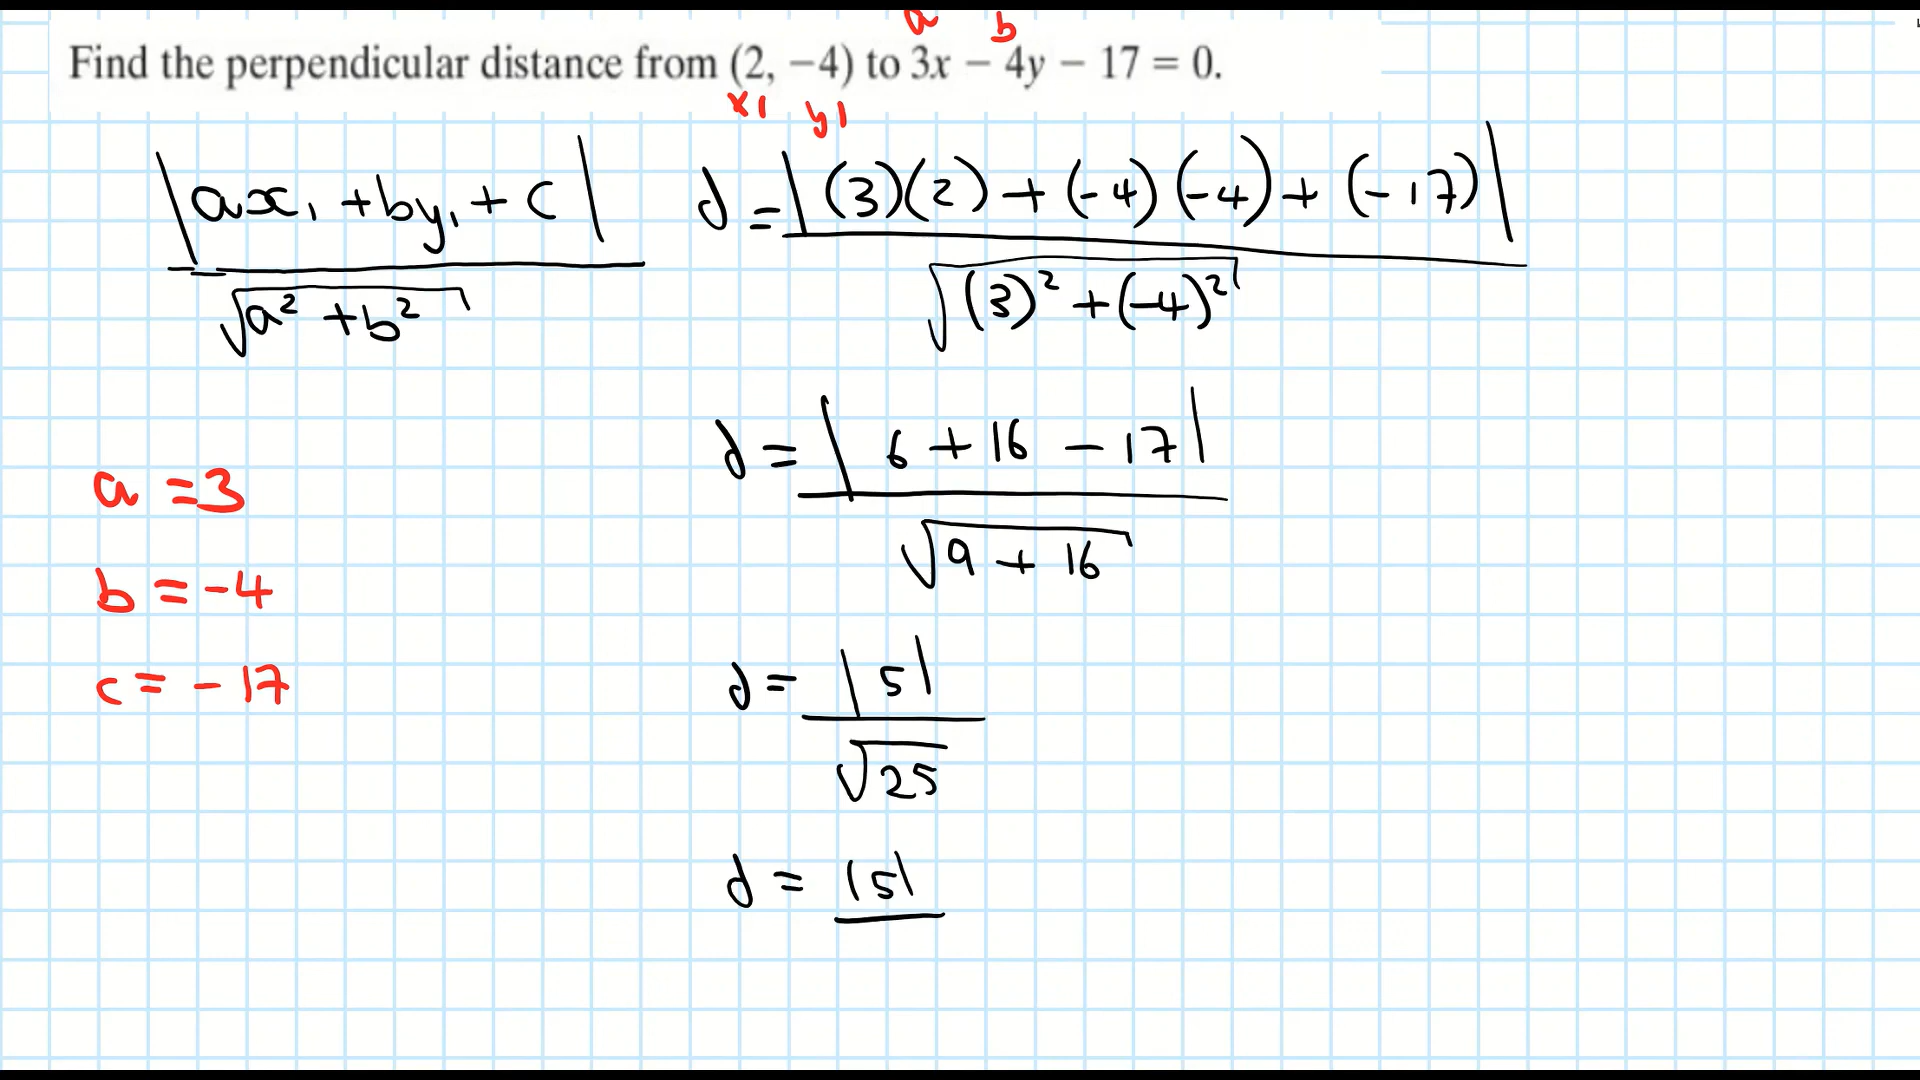 a b
Find the perpendicular distance from (2, −4) to 3x − 4y − 17 = 0.
x1 y1
|ax₁ + by₁ + c|
√a² + b²
d = |(3)(2) + (-4)(-4) + (-17)|
√(3)² + (-4)²
d = |6 + 16 - 17|
√9 + 16
a = 3
b = -4
c = -17
d = |5|
√25
d = |5|